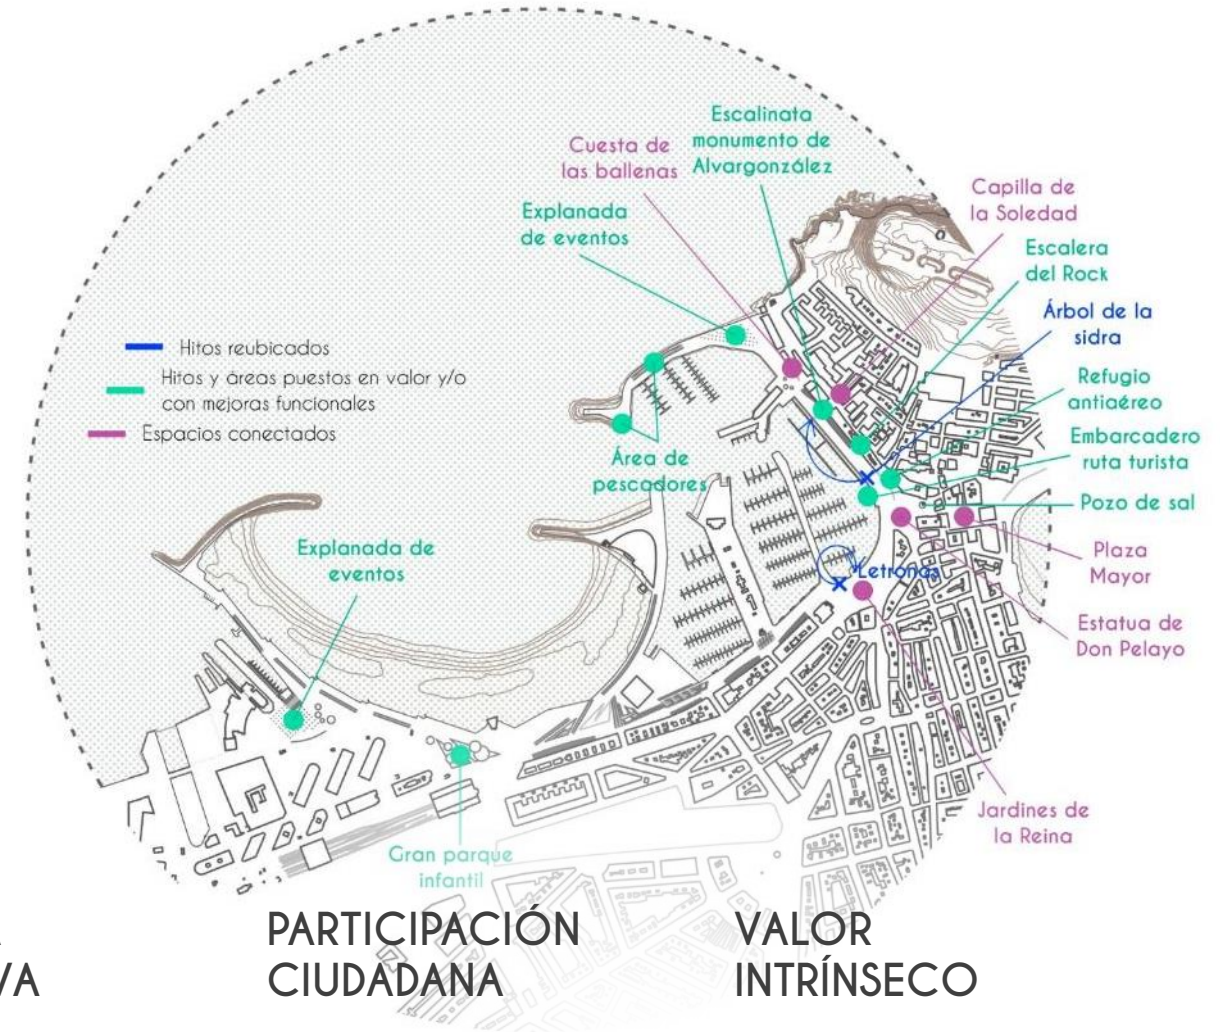 Escalinata
monumento de
Alvargonzález
Cuesta de
las ballenas
Explanada
de eventos
Capilla de
la Soledad
Escalera
del Rock
Árbol de la
sidra
Hitos reubicados
Hitos y áreas puestos en valor y/o
con mejoras funcionales
Espacios conectados
Refugio
antiaéreo
Embarcadero
ruta turista
Área de
pescadores
Pozo de sal
Explanada de
eventos
Letronas
Plaza
Mayor
Estatua de
Don Pelayo
Jardines de
la Reina
Gran parque
infantil
PARTICIPACIÓN
CIUDADANA
VALOR
INTRÍNSECO